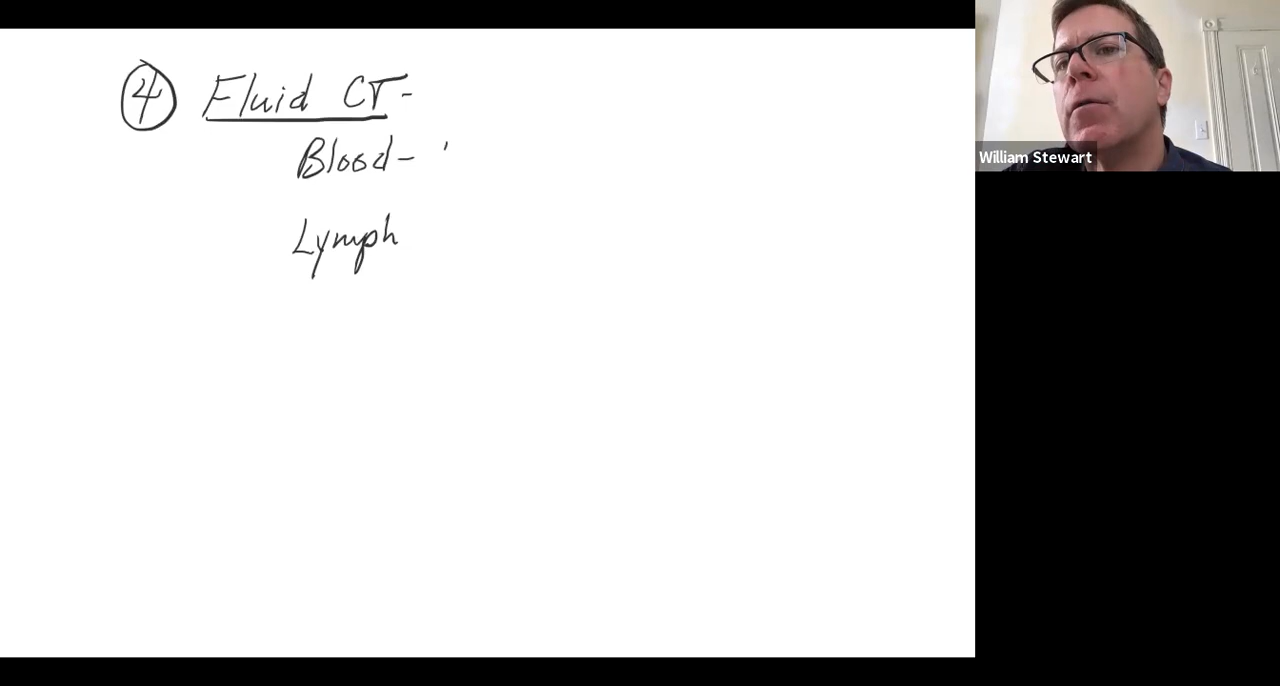 ④ Fluid CT-
Blood- '
Lymph
William Stewart